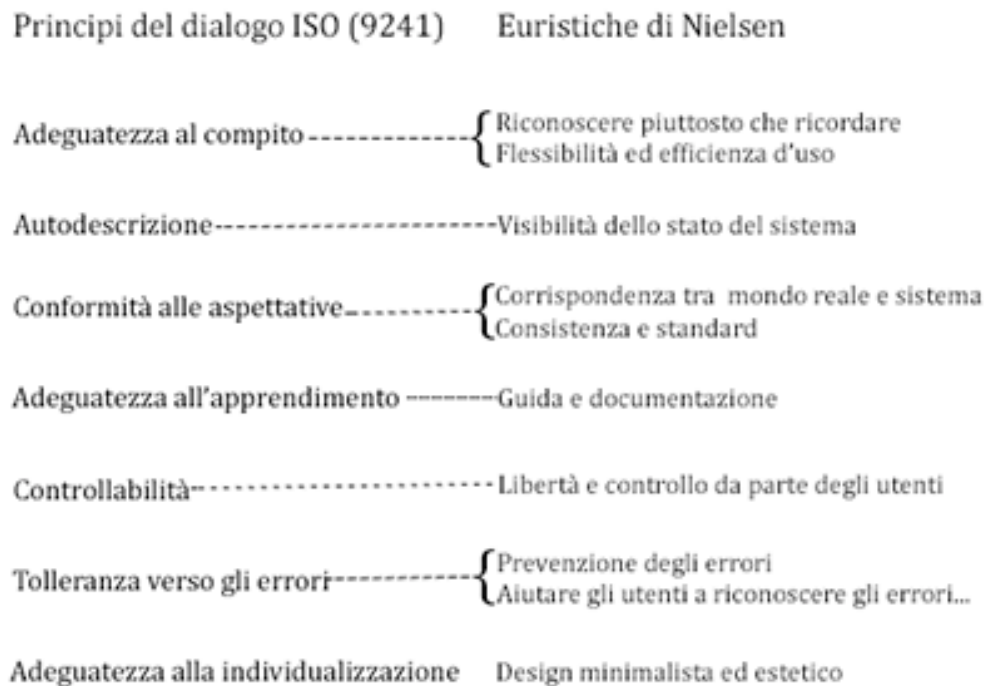 Principi del dialogo ISO (9241) Euristiche di Nielsen
Adeguatezza al compito Riconoscere piuttosto che ricordare
Flessibilità ed efficienza d'uso
Autodescrizione Visibilità dello stato del sistema
Conformità alle aspettative Corrispondenza tra mondo reale e sistema
Consistenza e standard
Adeguatezza all'apprendimento Guida e documentazione
Controllabilità Libertà e controllo da parte degli utenti
Tolleranza verso gli errori Prevenzione degli errori
Aiutare gli utenti a riconoscere gli errori...
Adeguatezza alla individualizzazione Design minimalista ed estetico